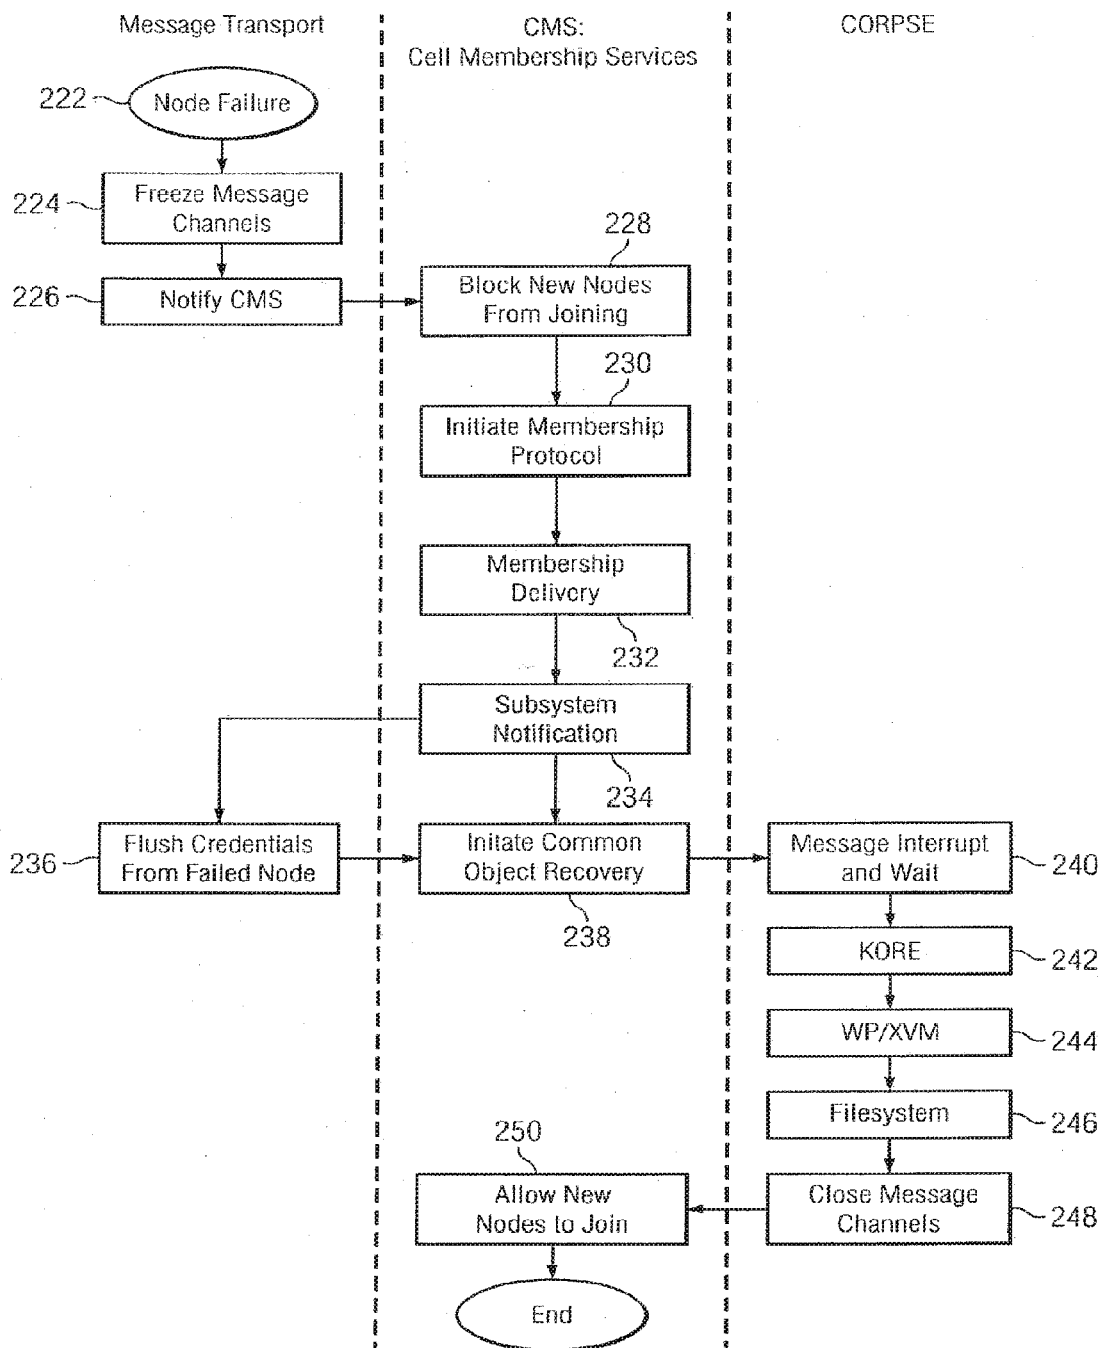 Message Transport
CMS:
Cell Membership Services
CORPSE
222
Node Failure
224
Freeze Message
Channels
226
Notify CMS
228
Block New Nodes
From Joining
230
Initiate Membership
Protocol
Membership
Delivery
232
Subsystem
Notification
234
236
Flush Credentials
From Failed Node
Initate Common
Object Recovery
238
Message Interrupt
and Wait
240
KORE
242
WP/XVM
244
Filesystem
246
Close Message
Channels
248
250
Allow New
Nodes to Join
End